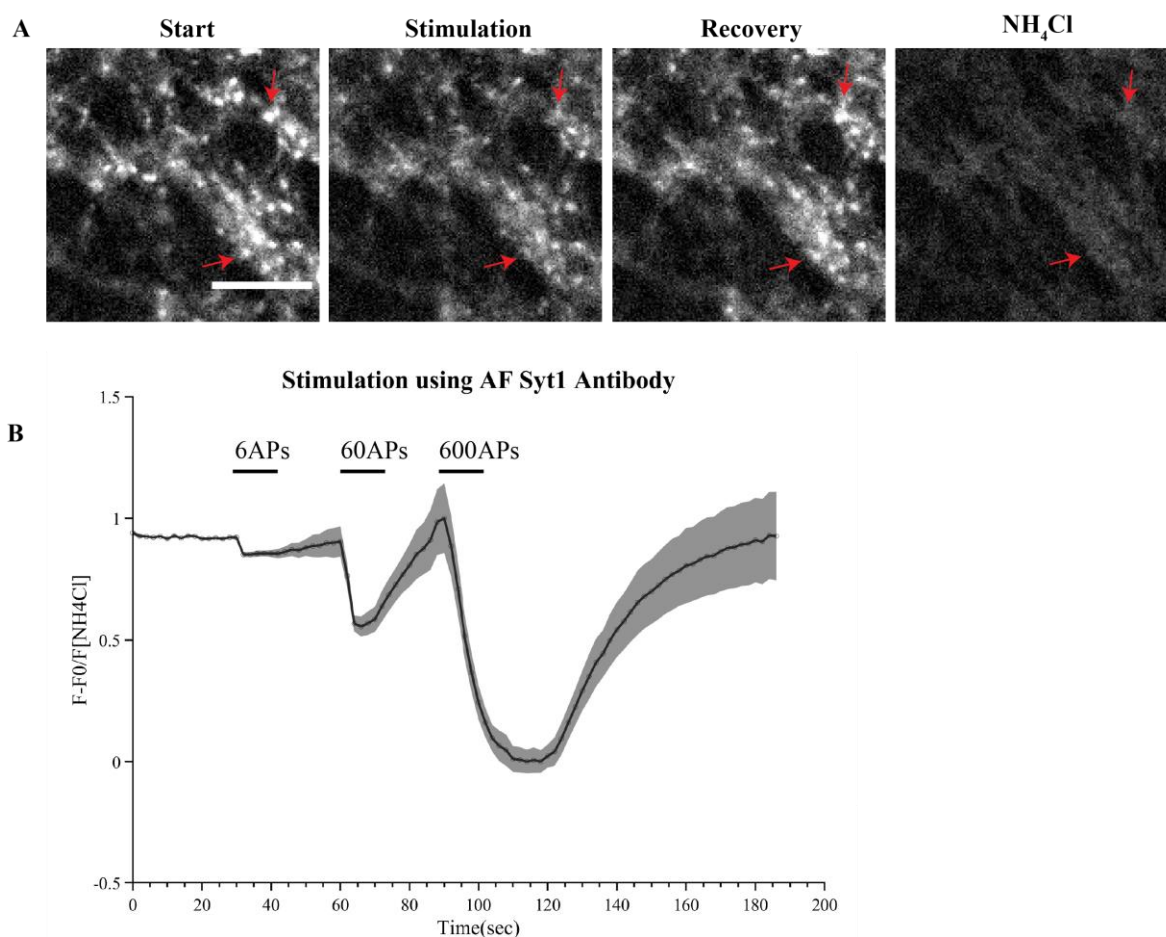 A
Start
Stimulation
Recovery
NH₄Cl
B
Stimulation using AF Syt1 Antibody
6APs
60APs
600APs
F-F0/F[NH4Cl]
1.5
1
0.5
0
-0.5
0 20 40 60 80 100 120 140 160 180 200
Time(sec)